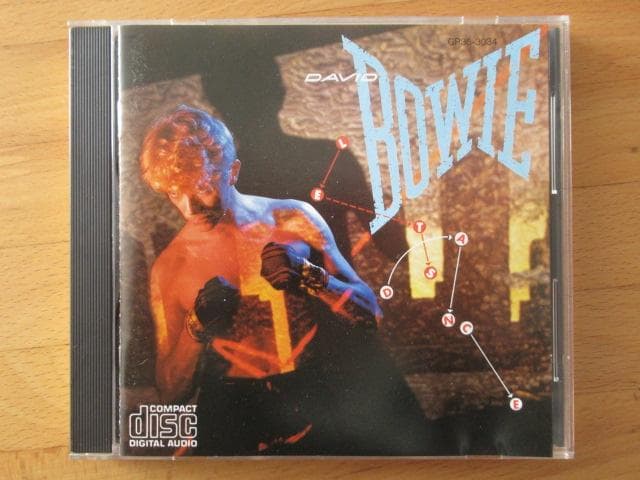 CP35-3034
DAVID
BOWIE
LET'S
DANCE
COMPACT
disc
DIGITAL AUDIO